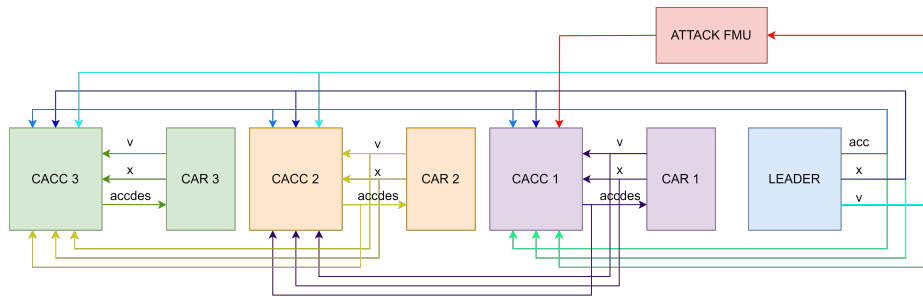 ATTACK FMU
v
v
v
acc
CACC 3
x
CAR 3
CACC 2
x
CAR 2
CACC 1
x
CAR 1
LEADER
x
accdes
accdes
accdes
v